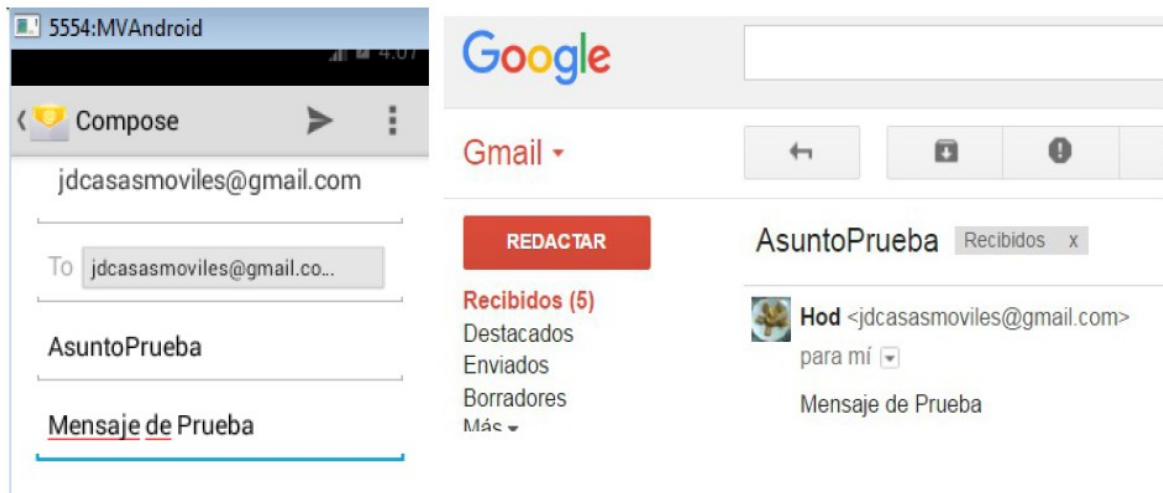 5554:MVAndroid
4:07
Compose
jdcasasmoviles@gmail.com
To jdcasasmoviles@gmail.co...
AsuntoPrueba
Mensaje de Prueba
Google
Gmail
REDACTAR
Recibidos (5)
Destacados
Enviados
Borradores
Más
AsuntoPrueba Recibidos x
Hod <jdcasasmoviles@gmail.com>
para mí
Mensaje de Prueba